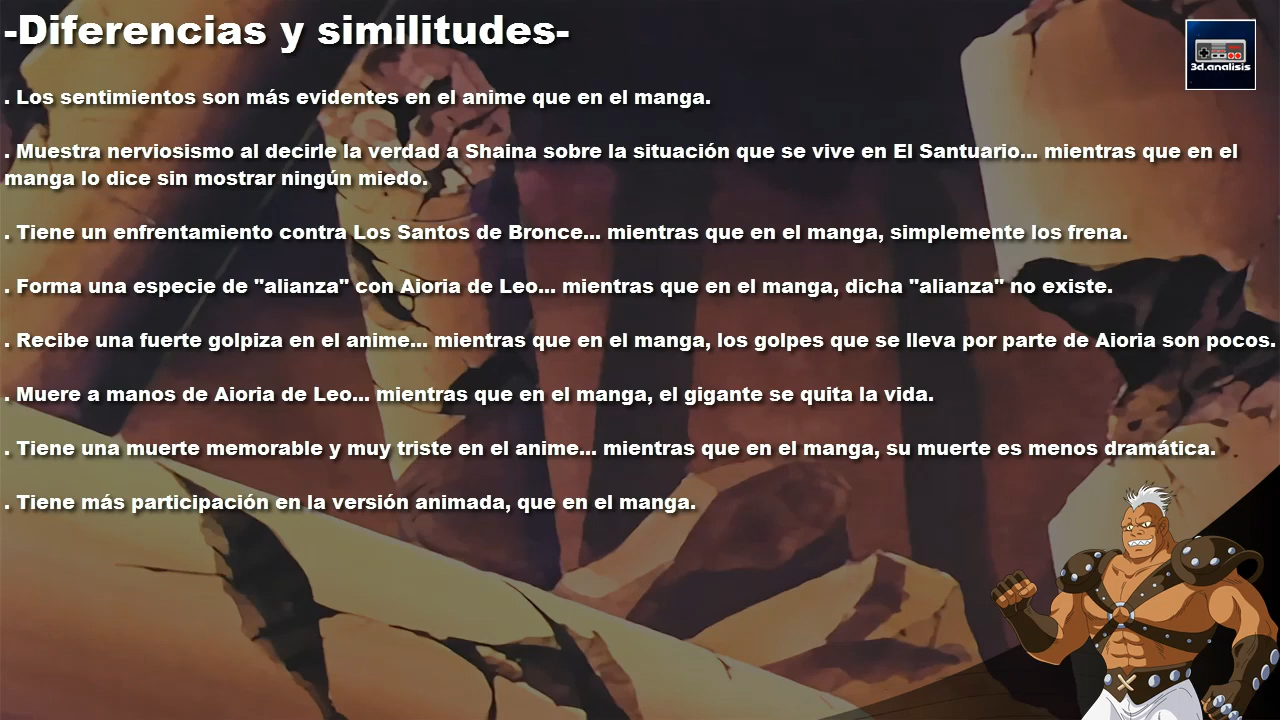 -Diferencias y similitudes-
3d.analisis
. Los sentimientos son más evidentes en el anime que en el manga.
. Muestra nerviosismo al decirle la verdad a Shaina sobre la situación que se vive en El Santuario... mientras que en el
manga lo dice sin mostrar ningún miedo.
. Tiene un enfrentamiento contra Los Santos de Bronce... mientras que en el manga, simplemente los frena.
. Forma una especie de "alianza" con Aioria de Leo... mientras que en el manga, dicha "alianza" no existe.
. Recibe una fuerte golpiza en el anime... mientras que en el manga, los golpes que se lleva por parte de Aioria son pocos.
. Muere a manos de Aioria de Leo... mientras que en el manga, el gigante se quita la vida.
. Tiene una muerte memorable y muy triste en el anime... mientras que en el manga, su muerte es menos dramática.
. Tiene más participación en la versión animada, que en el manga.